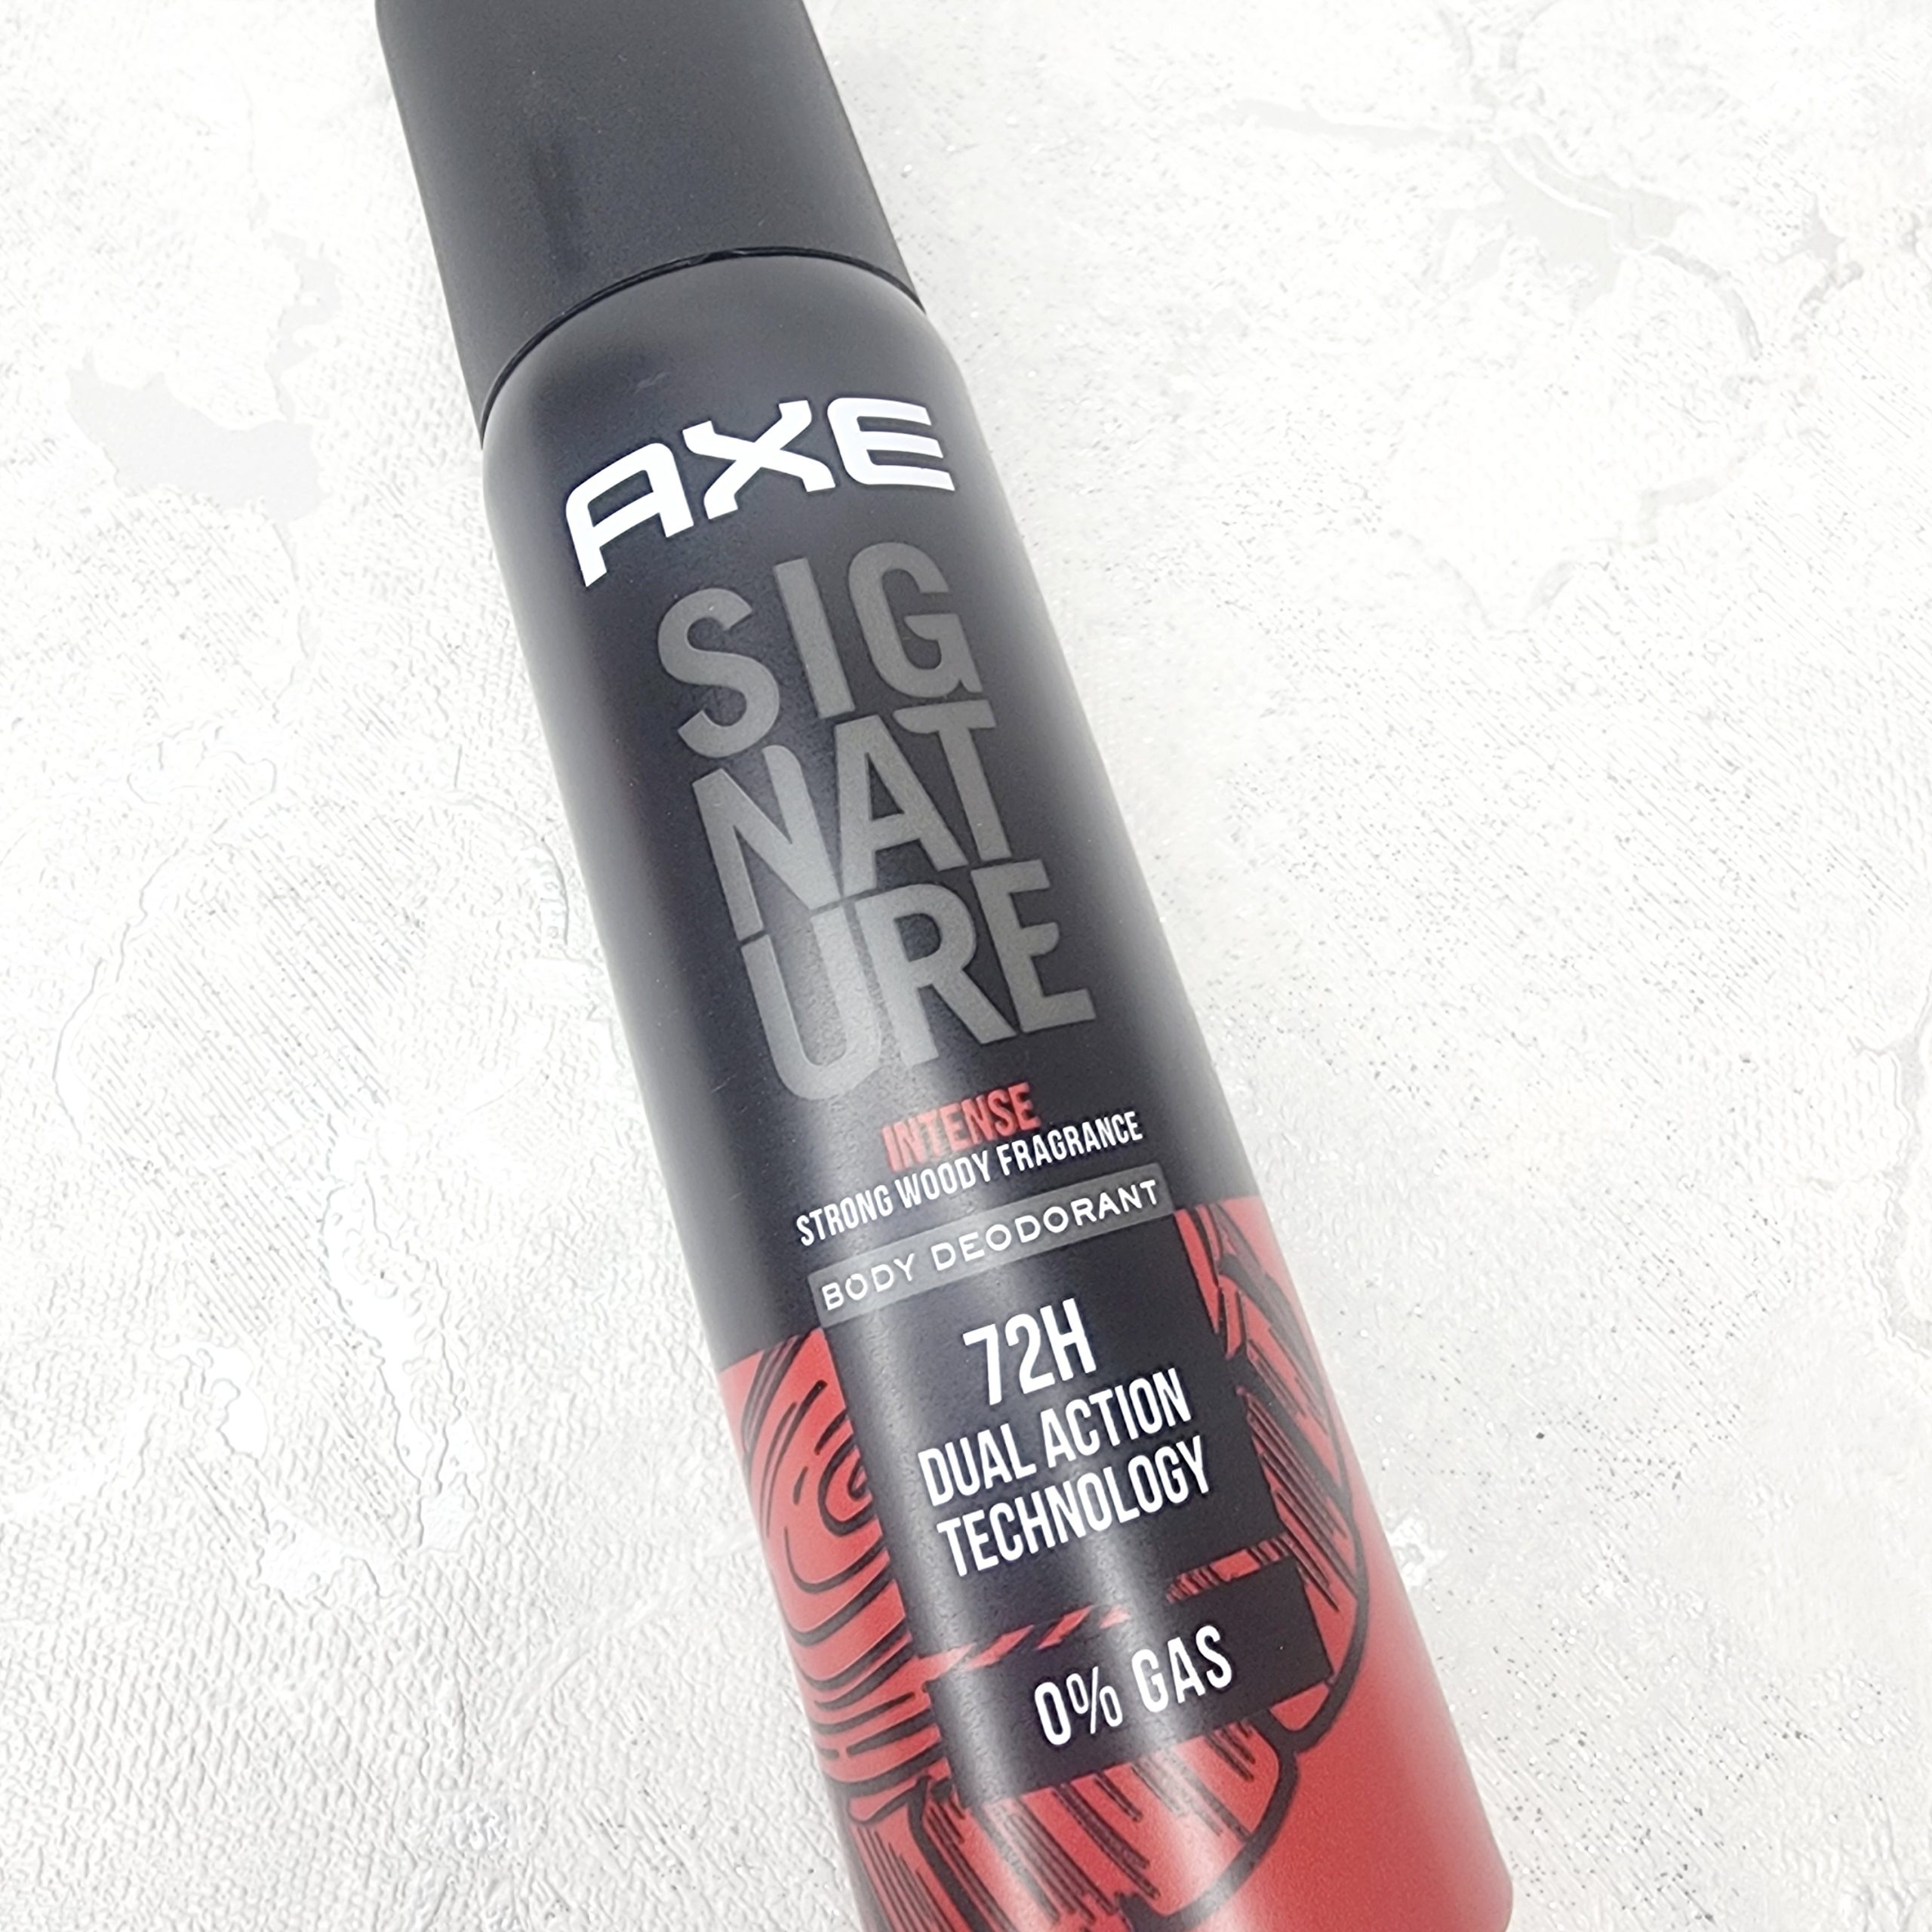 AXE
SIG
NAT
URE
INTENSE
STRONG WOODY FRAGRANCE
BODY DEODORANT
72H
DUAL ACTION
TECHNOLOGY
0% GAS